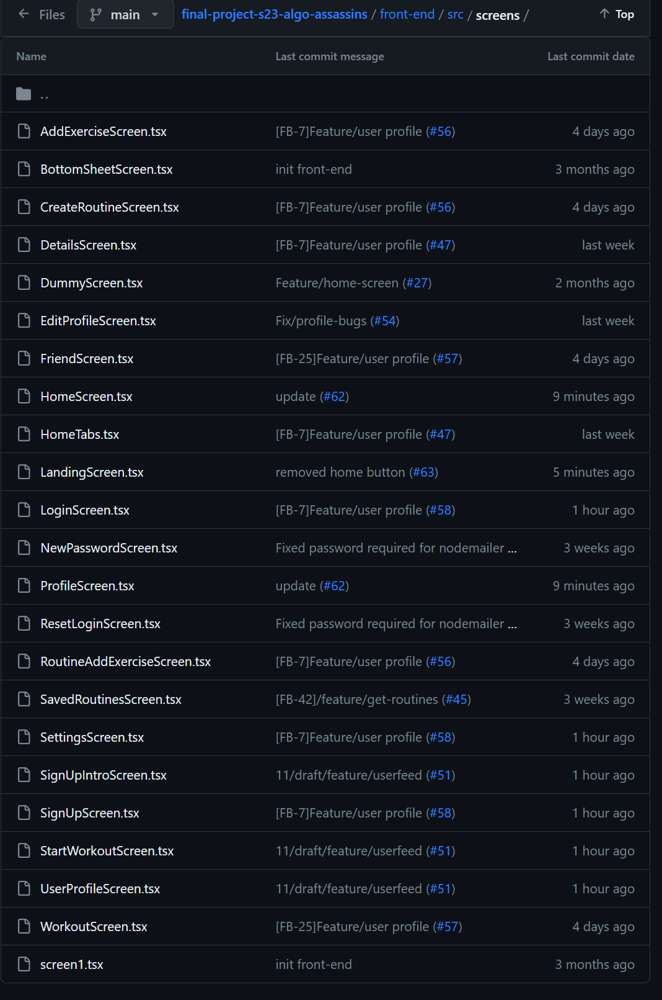 Files main final-project-s23-algo-assassins / front-end / src / screens / Top
Name Last commit message Last commit date
..
AddExerciseScreen.tsx [FB-7]Feature/user profile (#56) 4 days ago
BottomSheetScreen.tsx init front-end 3 months ago
CreateRoutineScreen.tsx [FB-7]Feature/user profile (#56) 4 days ago
DetailsScreen.tsx [FB-7]Feature/user profile (#47) last week
DummyScreen.tsx Feature/home-screen (#27) 2 months ago
EditProfileScreen.tsx Fix/profile-bugs (#54) last week
FriendScreen.tsx [FB-25]Feature/user profile (#57) 4 days ago
HomeScreen.tsx update (#62) 9 minutes ago
HomeTabs.tsx [FB-7]Feature/user profile (#47) last week
LandingScreen.tsx removed home button (#63) 5 minutes ago
LoginScreen.tsx [FB-7]Feature/user profile (#58) 1 hour ago
NewPasswordScreen.tsx Fixed password required for nodemailer ... 3 weeks ago
ProfileScreen.tsx update (#62) 9 minutes ago
ResetLoginScreen.tsx Fixed password required for nodemailer ... 3 weeks ago
RoutineAddExerciseScreen.tsx [FB-7]Feature/user profile (#56) 4 days ago
SavedRoutinesScreen.tsx [FB-42]/feature/get-routines (#45) 3 weeks ago
SettingsScreen.tsx [FB-7]Feature/user profile (#58) 1 hour ago
SignUpIntroScreen.tsx 11/draft/feature/userfeed (#51) 1 hour ago
SignUpScreen.tsx [FB-7]Feature/user profile (#58) 1 hour ago
StartWorkoutScreen.tsx 11/draft/feature/userfeed (#51) 1 hour ago
UserProfileScreen.tsx 11/draft/feature/userfeed (#51) 1 hour ago
WorkoutScreen.tsx [FB-25]Feature/user profile (#57) 4 days ago
screen1.tsx init front-end 3 months ago